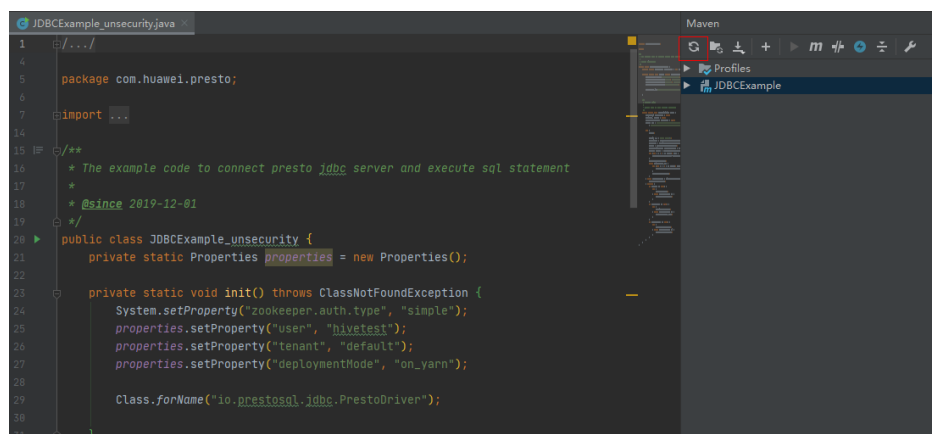 JDBCExample_unsecurity.java ×
Maven
1 /.../
4
5 package com.huawei.presto;
6
7 import ...
14
15 /**
16 * The example code to connect presto jdbc server and execute sql statement
17 *
18 * @since 2019-12-01
19 */
20 public class JDBCExample_unsecurity {
21 private static Properties properties = new Properties();
22
23 private static void init() throws ClassNotFoundException {
24 System.setProperty("zookeeper.auth.type", "simple");
25 properties.setProperty("user", "hivetest");
26 properties.setProperty("tenant", "default");
27 properties.setProperty("deploymentMode", "on_yarn");
28
29 Class.forName("io.prestosql.jdbc.PrestoDriver");
30
m
Profiles
JDBCExample